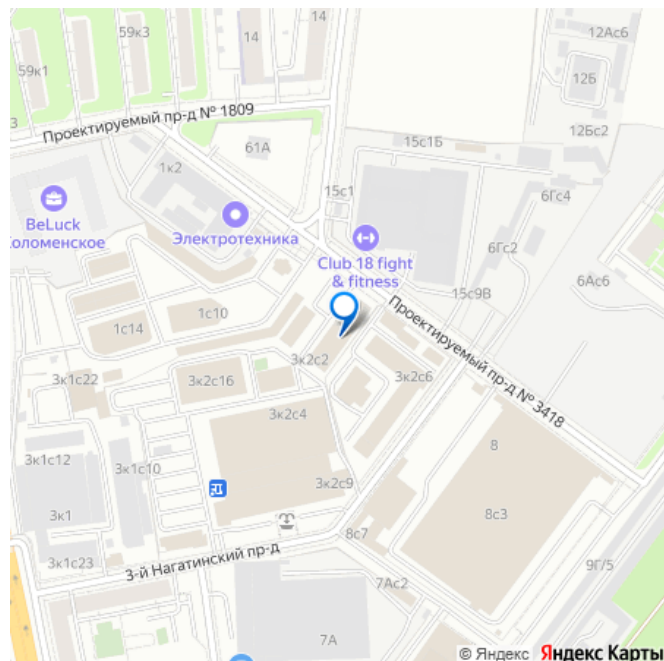 59к3
14
14
12Ас6
59к1
12Б
3
Проектируемый пр-д № 1809
12Бс2
61А
15с1Б
1к2
15с1
6Гс4
BeLuck
Коломенское
Электротехника
Club 18 fight
& fitness
6Гс2
6Ас6
15с9В
Проектируемый пр-д № 3418
1с10
1с14
3к2с2
3к1с22
3к2с16
3к2с6
3к2с4
8
3к1с12
3к1с10
3к2с9
8с3
3к1
8с7
3к1с23
3-й Нагатинский пр-д
9Г/5
7Ас2
7А
© Яндекс Яндекс Карты